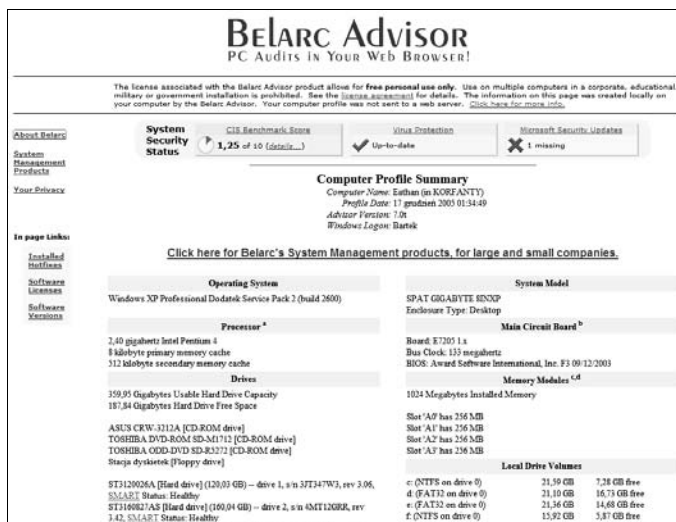 BELARC ADVISOR
PC AUDITS IN YOUR WEB BROWSER!
The license associated with the Belarc Advisor product allows for free personal use only. Use on multiple computers in a corporate, educational,
military or government installation is prohibited. See the license agreement for details. The information on this page was created locally on
your computer by the Belarc Advisor. Your computer profile was not sent to a web server. Click here for more info.
About Belarc
System
Management
Products
Your Privacy
In page Links:
Installed
Hotfixes
Software
Licenses
Software
Versions
System
Security
Status
CIS Benchmark Score
1,25 of 10 (details...)
Virus Protection
Up-to-date
Microsoft Security Updates
1 missing
Computer Profile Summary
Computer Name: Eathan (in KORFANTY)
Profile Date: 17 grudzień 2005 01:34:49
Advisor Version: 7.0t
Windows Logon: Bartek
Click here for Belarc's System Management products, for large and small companies.
Operating System
Windows XP Professional Dodatek Service Pack 2 (build 2600)
System Model
SPAT GIGABYTE 8INXP
Enclosure Type: Desktop
Processor a
2,40 gigahertz Intel Pentium 4
8 kilobyte primary memory cache
512 kilobyte secondary memory cache
Main Circuit Board b
Board: E7205 1.x
Bus Clock: 133 megahertz
BIOS: Award Software International, Inc. F3 09/12/2003
Drives
359,95 Gigabytes Usable Hard Drive Capacity
187,84 Gigabytes Hard Drive Free Space
ASUS CRW-3212A [CD-ROM drive]
TOSHIBA DVD-ROM SD-M1712 [CD-ROM drive]
TOSHIBA ODD-DVD SD-R5272 [CD-ROM drive]
Stacja dyskietek [Floppy drive]
ST3120026A [Hard drive] (120,03 GB) -- drive 1, s/n 3JT347W3, rev 3.06,
SMART Status: Healthy
ST3160827AS [Hard drive] (160,04 GB) -- drive 2, s/n 4MT12GRR, rev
3.42, SMART Status: Healthy
Memory Modules c,d
1024 Megabytes Installed Memory
Slot 'A0' has 256 MB
Slot 'A1' has 256 MB
Slot 'A2' has 256 MB
Slot 'A3' has 256 MB
Local Drive Volumes
c: (NTFS on drive 0) 21,59 GB 7,28 GB free
d: (FAT32 on drive 0) 21,10 GB 16,73 GB free
e: (FAT32 on drive 0) 21,36 GB 14,68 GB free
f: (NTFS on drive 0) 15,92 GB 5,87 GB free